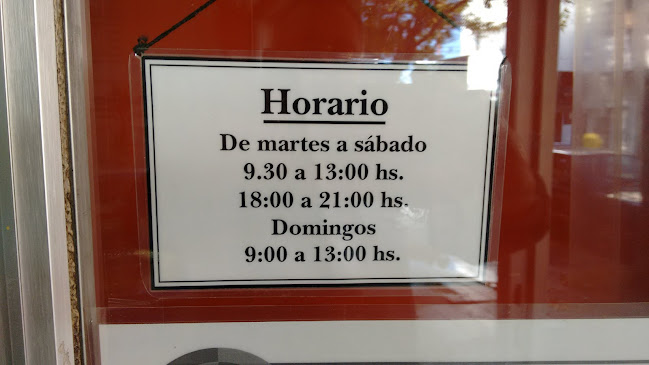 Horario
De martes a sábado
9.30 a 13:00 hs.
18:00 a 21:00 hs.
Domingos
9:00 a 13:00 hs.